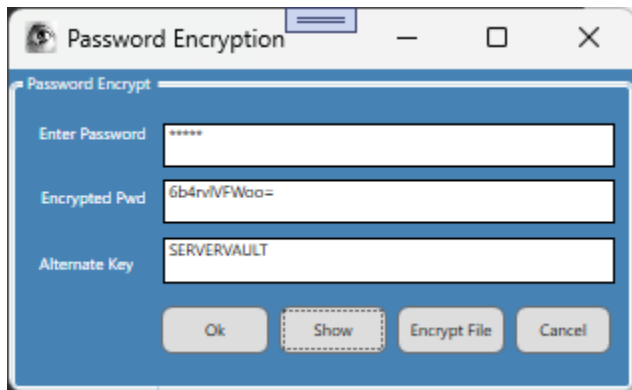 Password Encryption
Password Encrypt
Enter Password *****
Encrypted Pwd 6b4rvlVFWoo=
Alternate Key SERVERVAULT
Ok Show Encrypt File Cancel